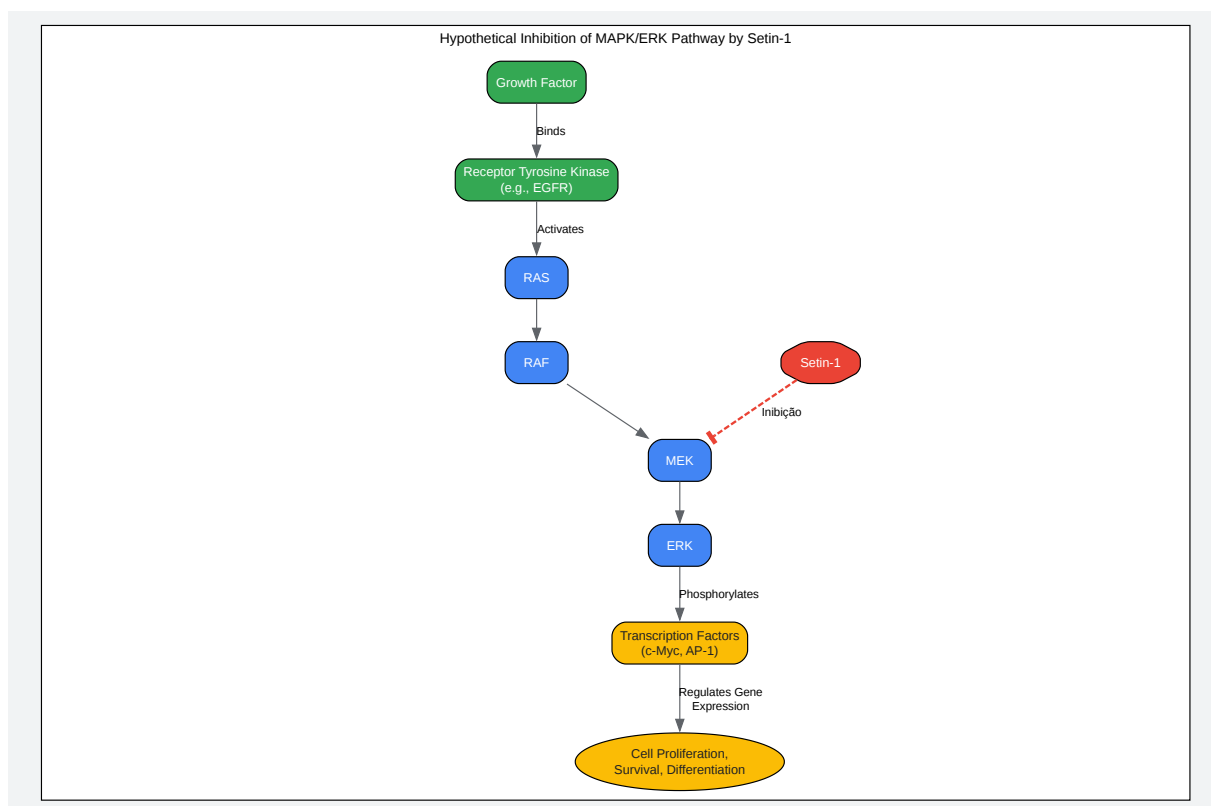 Hypothetical Inhibition of MAPK/ERK Pathway by Setin-1
Growth Factor
Binds
Receptor Tyrosine Kinase
(e.g., EGFR)
Activates
RAS
RAF
Setin-1
Inibição
MEK
ERK
Phosphorylates
Transcription Factors
(c-Myc, AP-1)
Regulates Gene
Expression
Cell Proliferation,
Survival, Differentiation